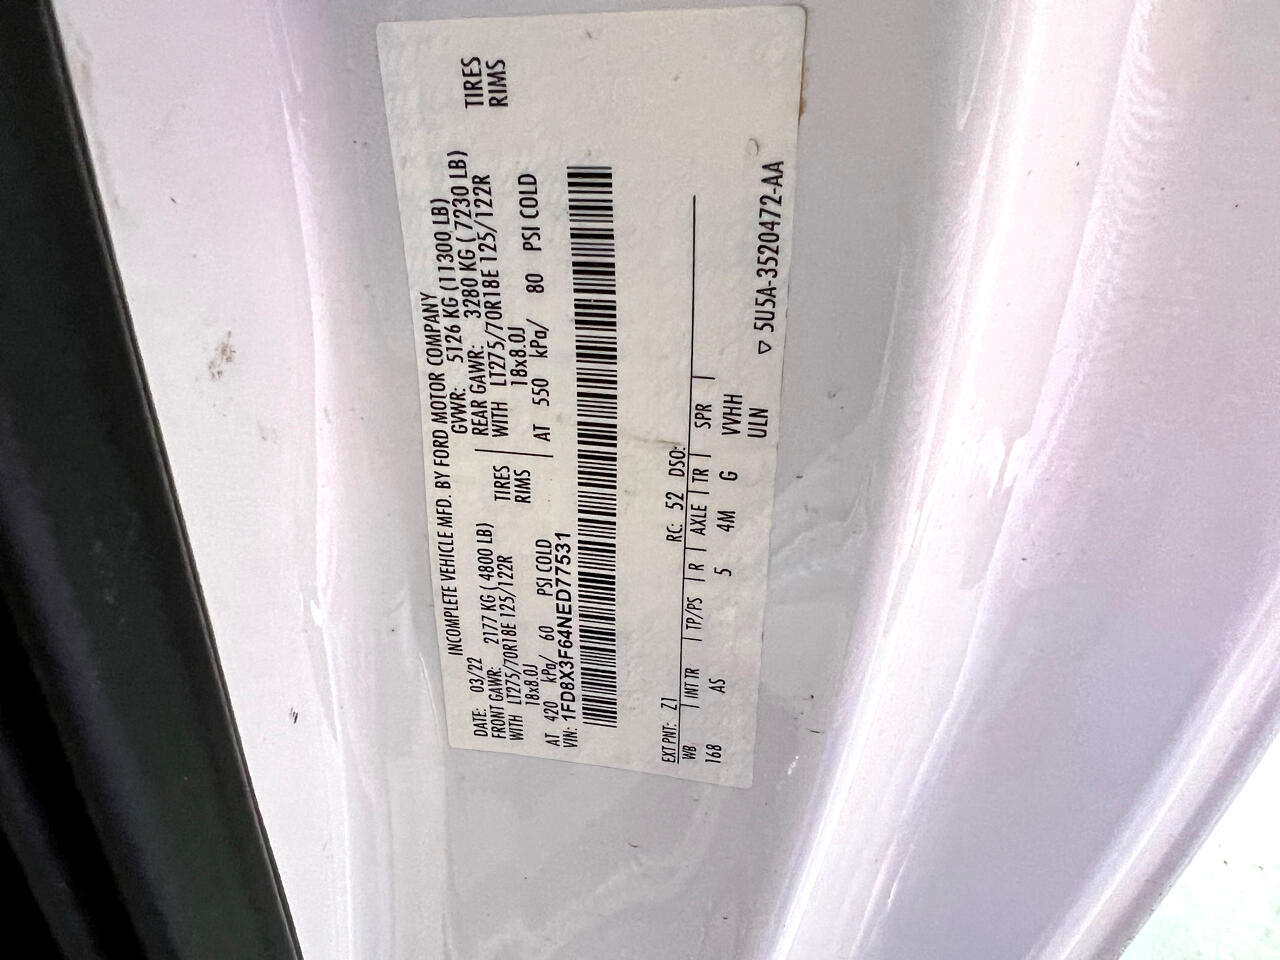 INCOMPLETE VEHICLE MFD. BY FORD MOTOR COMPANY
DATE: 03/22 GVWR: 5126 KG (11300 LB)
FRONT GAWR: 2177 KG ( 4800 LB) REAR GAWR: 3280 KG ( 7230 LB)
WITH LT275/70R18E 125/122R TIRES WITH LT275/70R18E 125/122R TIRES
18x8.0J RIMS 18x8.0J RIMS
AT 420 kPa/ 60 PSI COLD AT 550 kPa/ 80 PSI COLD
VIN: 1FD8X3F64NED77531
EXT PNT: Z1 RC: 52 DSO:
WB INT TR TP/PS R AXLE TR SPR
168 AS 5 4M G VVHH
ULN
▽ 5U5A-3520472-AA